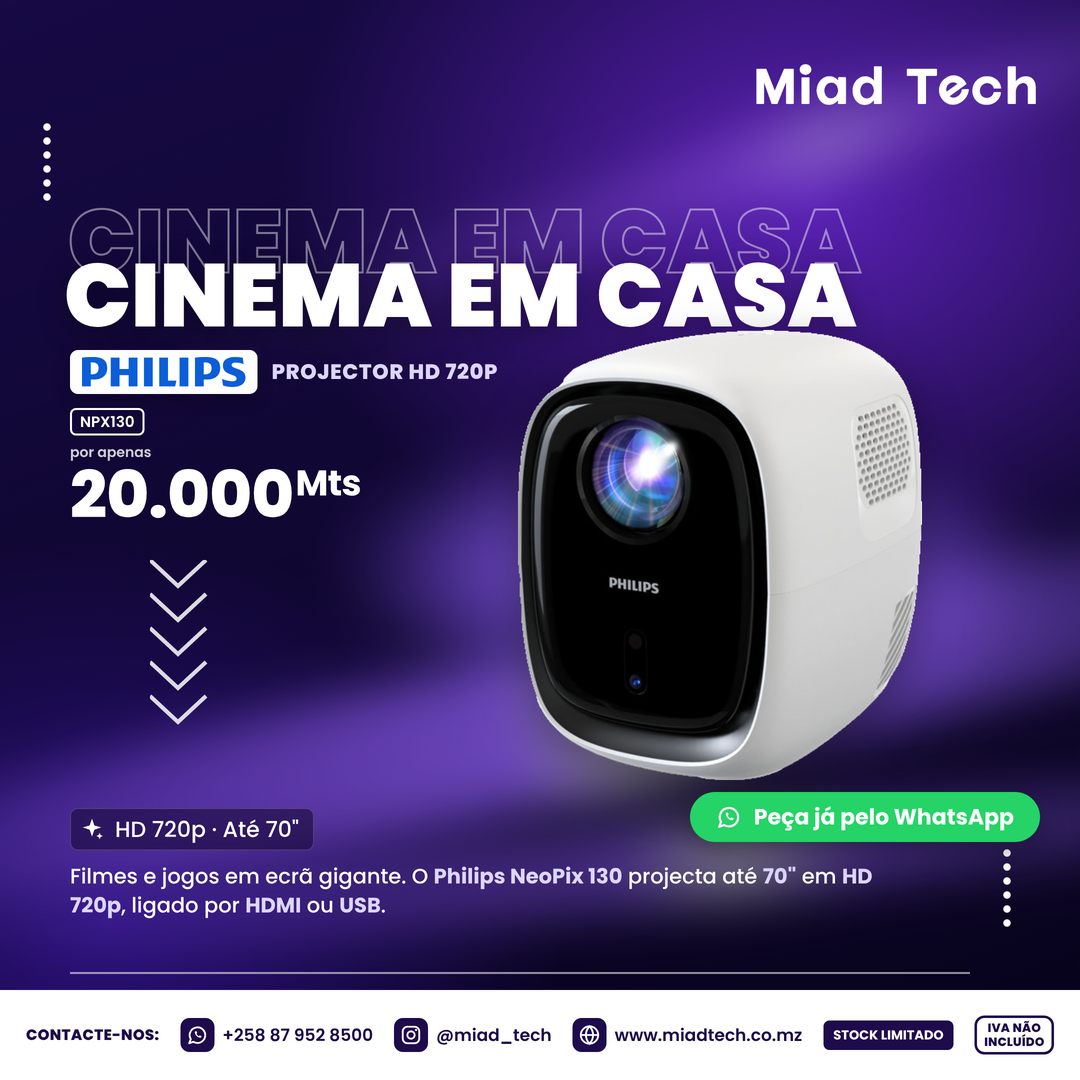 Miad Tech
CINEMA EM CASA
CINEMA EM CASA
PHILIPS PROJECTOR HD 720P
NPX130
por apenas
20.000Mts
PHILIPS
HD 720p · Até 70"
Peça já pelo WhatsApp
Filmes e jogos em ecrã gigante. O Philips NeoPix 130 projecta até 70" em HD
720p, ligado por HDMI ou USB.
CONTACTE-NOS: +258 87 952 8500 @miad_tech www.miadtech.co.mz STOCK LIMITADO IVA NÃO
INCLUÍDO